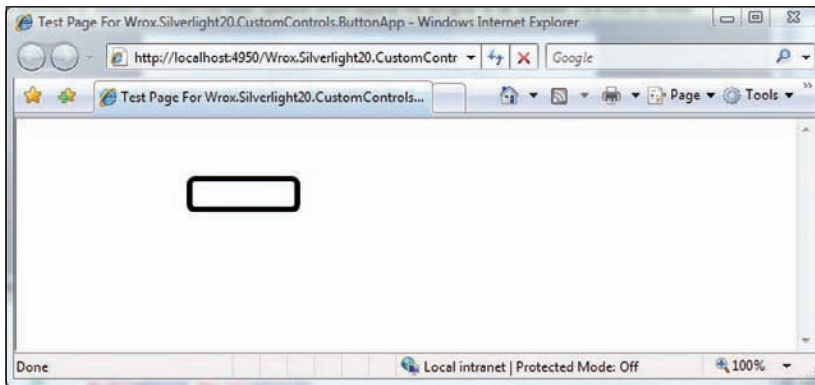 Test Page For Wrox.Silverlight20.CustomControls.ButtonApp - Windows Internet Explorer
http://localhost:4950/Wrox.Silverlight20.CustomContr
Google
Test Page For Wrox.Silverlight20.CustomControls...
Page
Tools
Done
Local intranet | Protected Mode: Off
100%